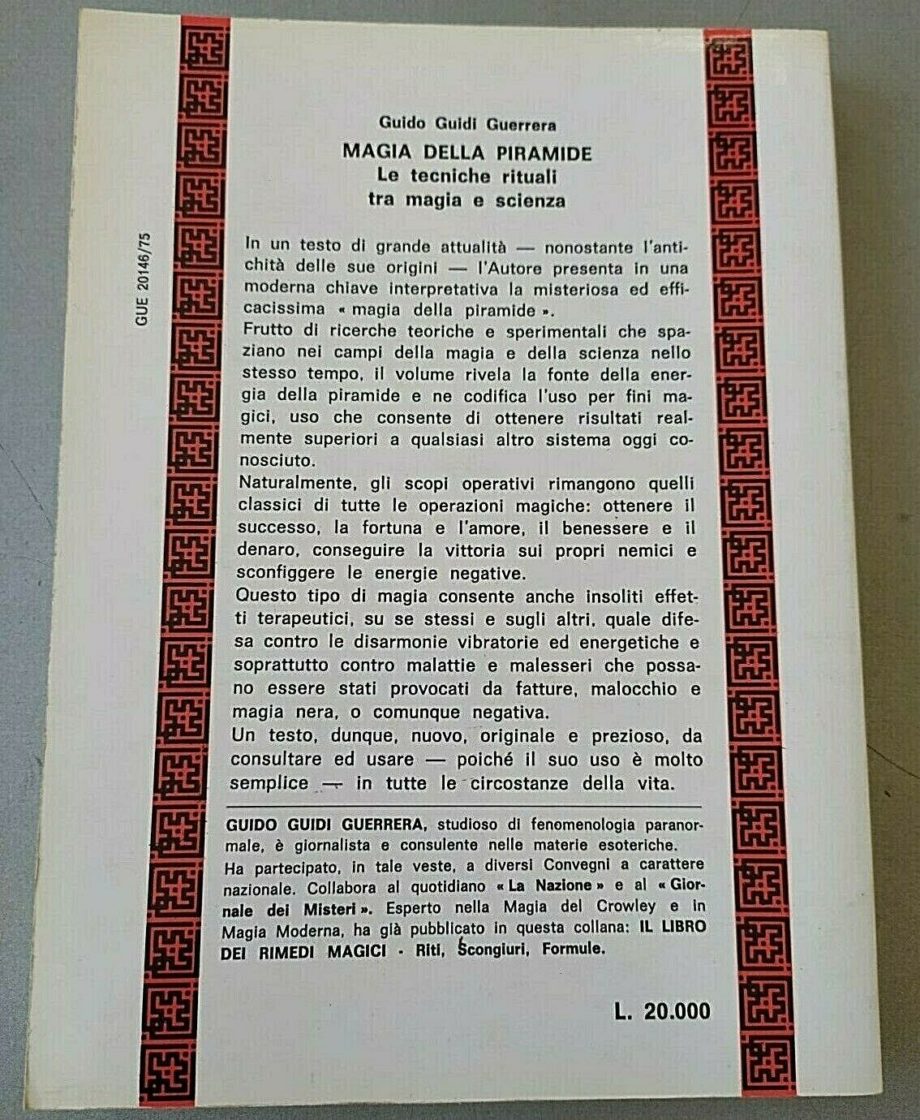 Guido Guidi Guerrera
MAGIA DELLA PIRAMIDE
Le tecniche rituali
tra magia e scienza
In un testo di grande attualità — nonostante l'anti-
chità delle sue origini — l'Autore presenta in una
moderna chiave interpretativa la misteriosa ed effi-
cacissima « magia della piramide ».
Frutto di ricerche teoriche e sperimentali che spa-
ziano nei campi della magia e della scienza nello
stesso tempo, il volume rivela la fonte della ener-
gia della piramide e ne codifica l'uso per fini ma-
gici, uso che consente di ottenere risultati real-
mente superiori a qualsiasi altro sistema oggi co-
nosciuto.
Naturalmente, gli scopi operativi rimangono quelli
classici di tutte le operazioni magiche: ottenere il
successo, la fortuna e l'amore, il benessere e il
denaro, conseguire la vittoria sui propri nemici e
sconfiggere le energie negative.
Questo tipo di magia consente anche insoliti effet-
ti terapeutici, su se stessi e sugli altri, quale dife-
sa contro le disarmonie vibratorie ed energetiche e
soprattutto contro malattie e malesseri che possa-
no essere stati provocati da fatture, malocchio e
magia nera, o comunque negativa.
Un testo, dunque, nuovo, originale e prezioso, da
consultare ed usare — poiché il suo uso è molto
semplice — in tutte le circostanze della vita.
GUIDO GUIDI GUERRERA, studioso di fenomenologia paranor-
male, è giornalista e consulente nelle materie esoteriche.
Ha partecipato, in tale veste, a diversi Convegni a carattere
nazionale. Collabora al quotidiano « La Nazione » e al « Gior-
nale dei Misteri ». Esperto nella Magia del Crowley e in
Magia Moderna, ha già pubblicato in questa collana: IL LIBRO
DEI RIMEDI MAGICI - Riti, Scongiuri, Formule.
L. 20.000
GUE 20146/75